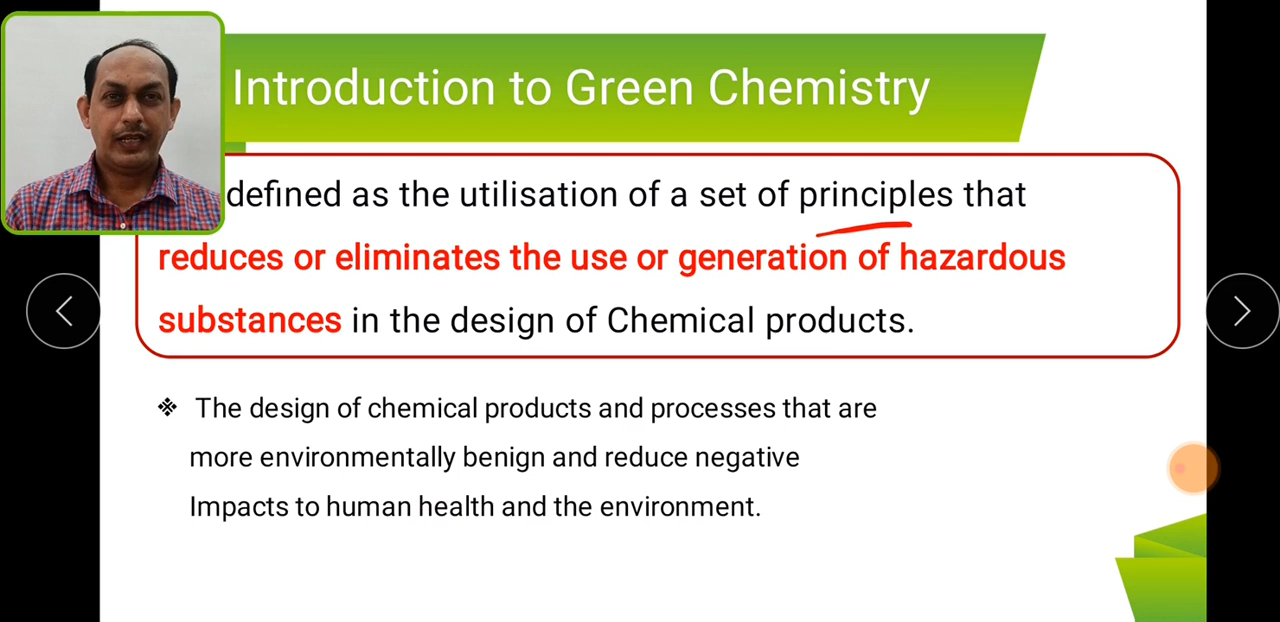 Introduction to Green Chemistry
defined as the utilisation of a set of principles that
reduces or eliminates the use or generation of hazardous
substances in the design of Chemical products.
❖ The design of chemical products and processes that are
more environmentally benign and reduce negative
Impacts to human health and the environment.